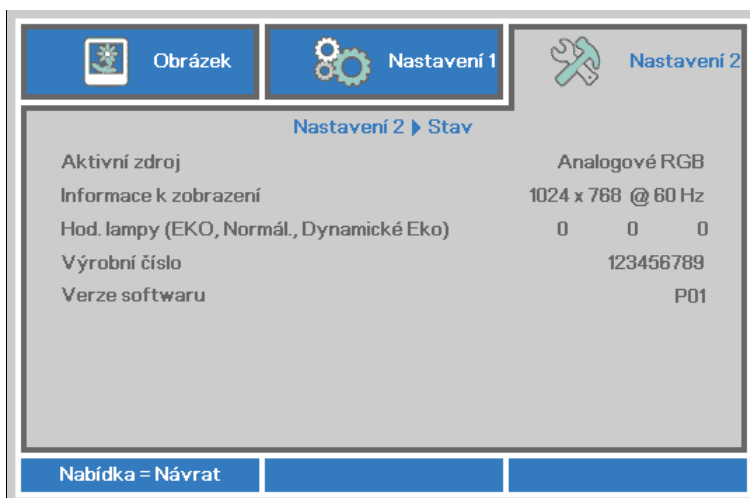 Obrázek
Nastavení 1
Nastavení 2
Nastavení 2 ▶ Stav
Aktivní zdroj Analogové RGB
Informace k zobrazení 1024 x 768 @ 60 Hz
Hod. lampy (EKO, Normál., Dynamické Eko) 0 0 0
Výrobní číslo 123456789
Verze softwaru P01
Nabídka = Návrat